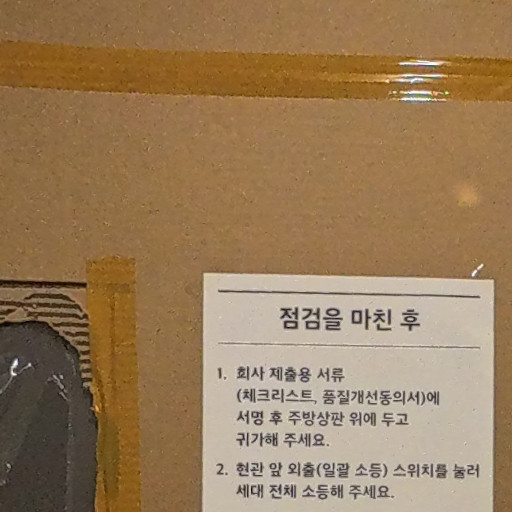 점검을 마친 후
1. 회사 제출용 서류
(체크리스트, 품질개선동의서)에
서명 후 주방상판 위에 두고
귀가해 주세요.
2. 현관 앞 외출(일괄 소등) 스위치를 눌러
세대 전체 소등해 주세요.